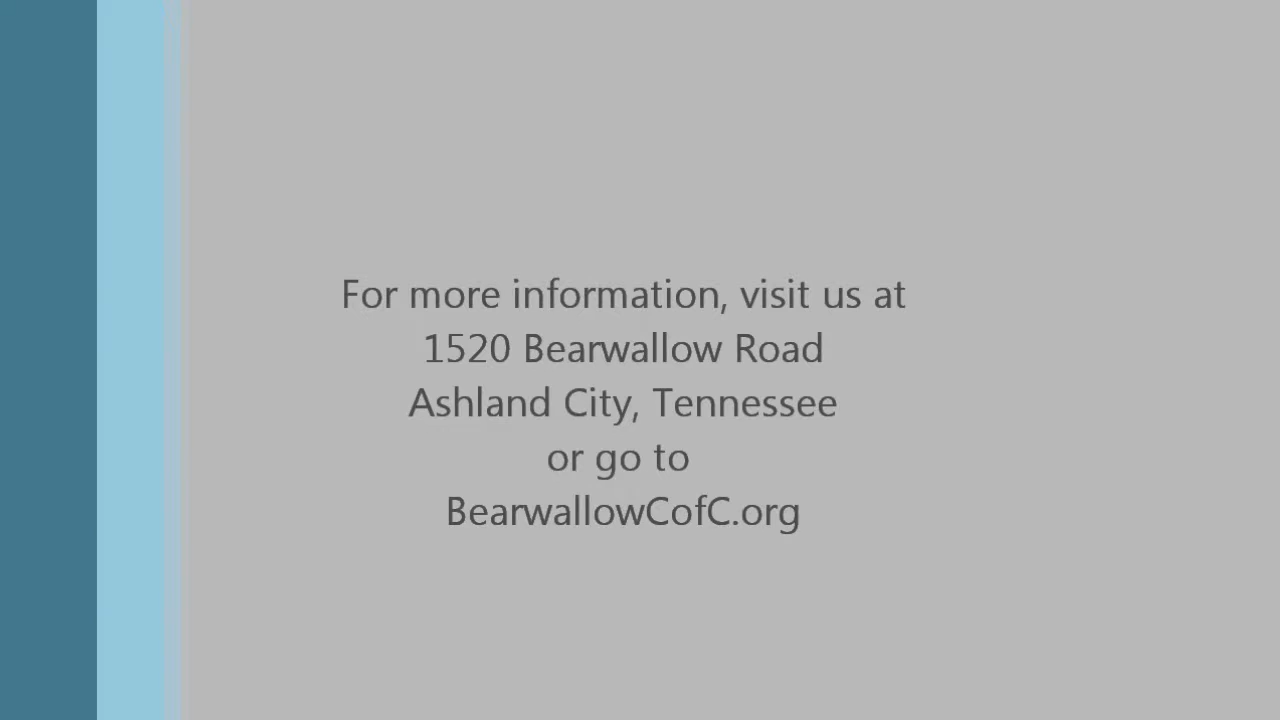 For more information, visit us at
1520 Bearwallow Road
Ashland City, Tennessee
or go to
BearwallowCofC.org